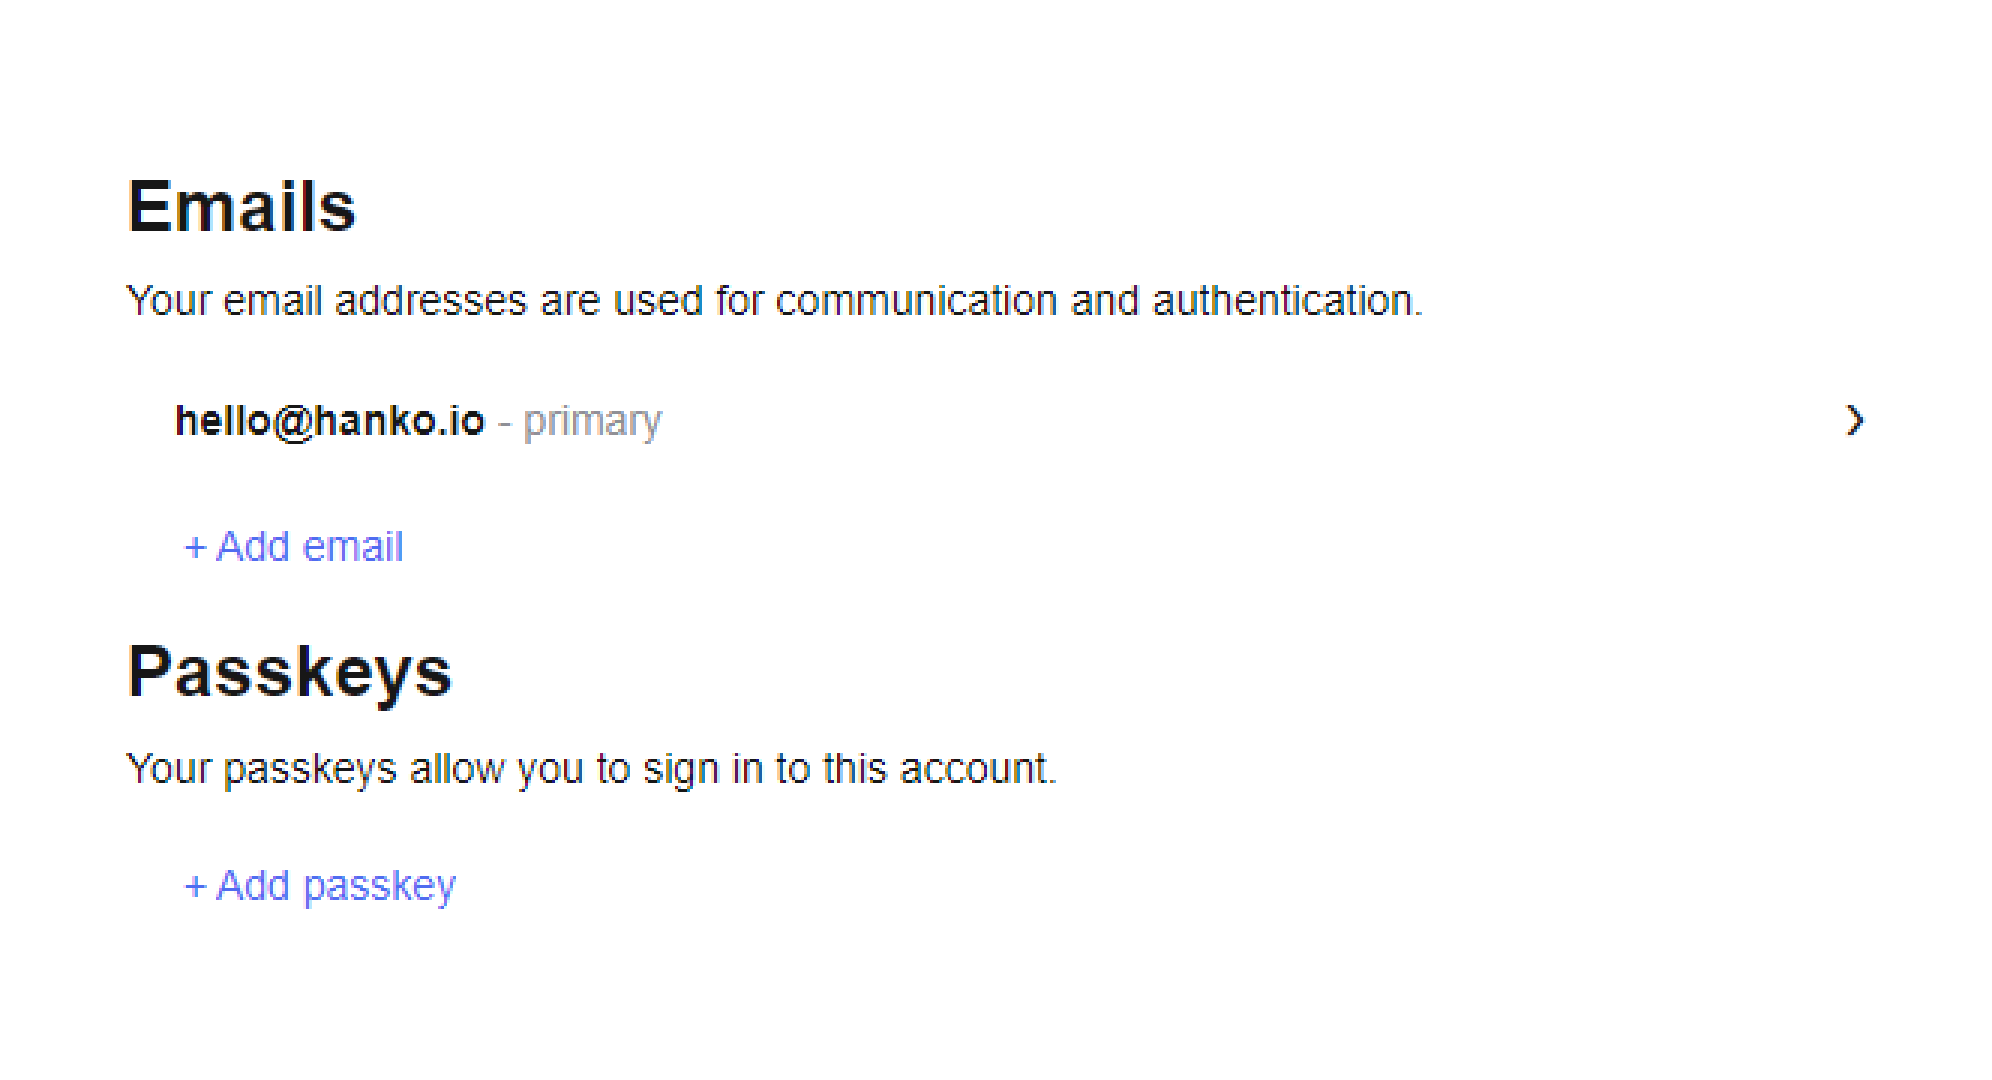 Emails
Your email addresses are used for communication and authentication.
hello@hanko.io - primary
+ Add email
Passkeys
Your passkeys allow you to sign in to this account.
+ Add passkey